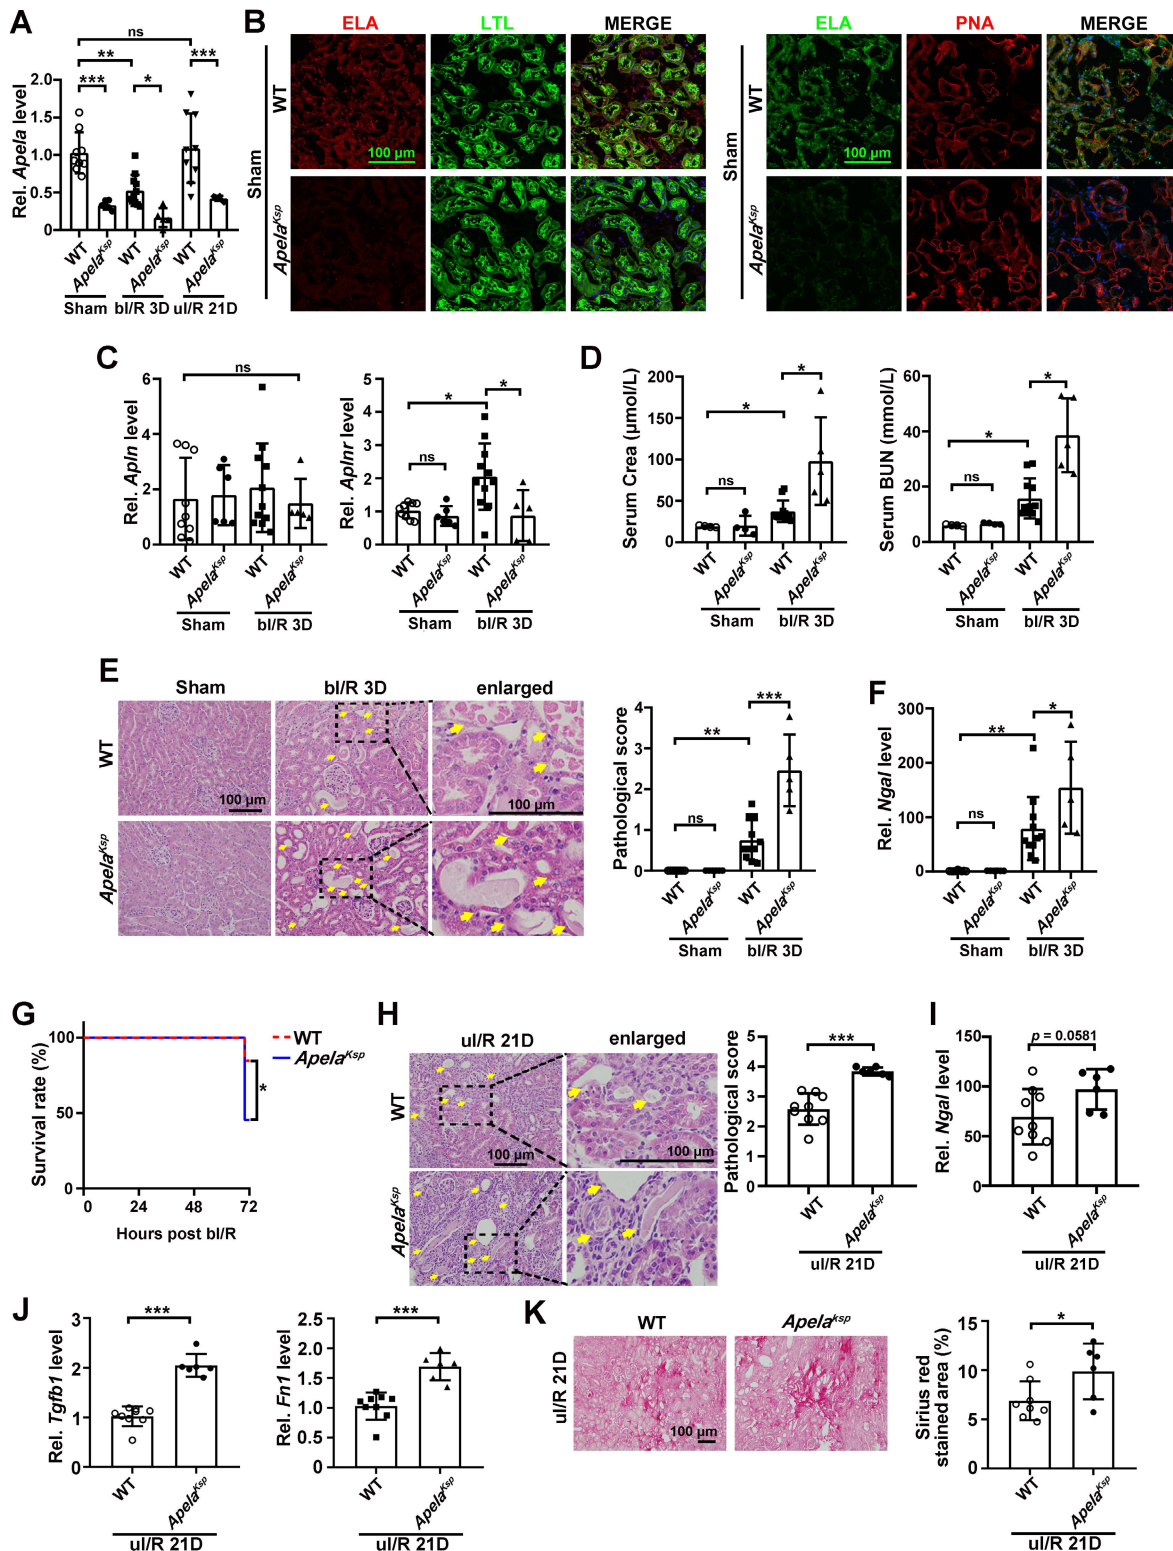 A
ns
** ***
*** *
Rel. Apela level
2.0
1.5
1.0
0.5
0.0
WT
Apela^Ksp
WT
Apela^Ksp
WT
Apela^Ksp
Sham bI/R 3D uI/R 21D
B
ELA LTL MERGE
Sham
WT
100 µm
Apela^Ksp
ELA PNA MERGE
Sham
WT
100 µm
Apela^Ksp
C
Rel. Apln level
6
4
2
0
ns
WT
Apela^Ksp
WT
Apela^Ksp
Sham bI/R 3D
Rel. Aplnr level
5
4
3
2
1
0
* *
ns
WT
Apela^Ksp
WT
Apela^Ksp
Sham bI/R 3D
D
Serum Crea (µmol/L)
200
150
100
50
0
*
*
ns
WT
Apela^Ksp
WT
Apela^Ksp
Sham bI/R 3D
Serum BUN (mmol/L)
60
40
20
0
*
*
ns
WT
Apela^Ksp
WT
Apela^Ksp
Sham bI/R 3D
E
Sham bI/R 3D enlarged
WT
100 µm 100 µm
Apela^Ksp
Pathological score
4
3
2
1
0
***
**
ns
WT
Apela^Ksp
WT
Apela^Ksp
Sham bI/R 3D
F
Rel. Ngal level
300
200
100
0
*
**
ns
WT
Apela^Ksp
WT
Apela^Ksp
Sham bI/R 3D
G
Survival rate (%)
100
50
0
WT
Apela^Ksp
*
0 24 48 72
Hours post bI/R
H
uI/R 21D enlarged
WT
100 µm 100 µm
Apela^Ksp
Pathological score
5
4
3
2
1
0
***
WT
Apela^Ksp
uI/R 21D
I
Rel. Ngal level
150
100
50
0
p = 0.0581
WT
Apela^Ksp
uI/R 21D
J
Rel. Tgfb1 level
3
2
1
0
***
WT
Apela^Ksp
uI/R 21D
Rel. Fn1 level
2.5
2.0
1.5
1.0
0.5
0.0
***
WT
Apela^Ksp
uI/R 21D
K
WT Apela^ksp
uI/R 21D
100 µm
Sirius red
stained area (%)
15
10
5
0
*
WT
Apela^Ksp
uI/R 21D